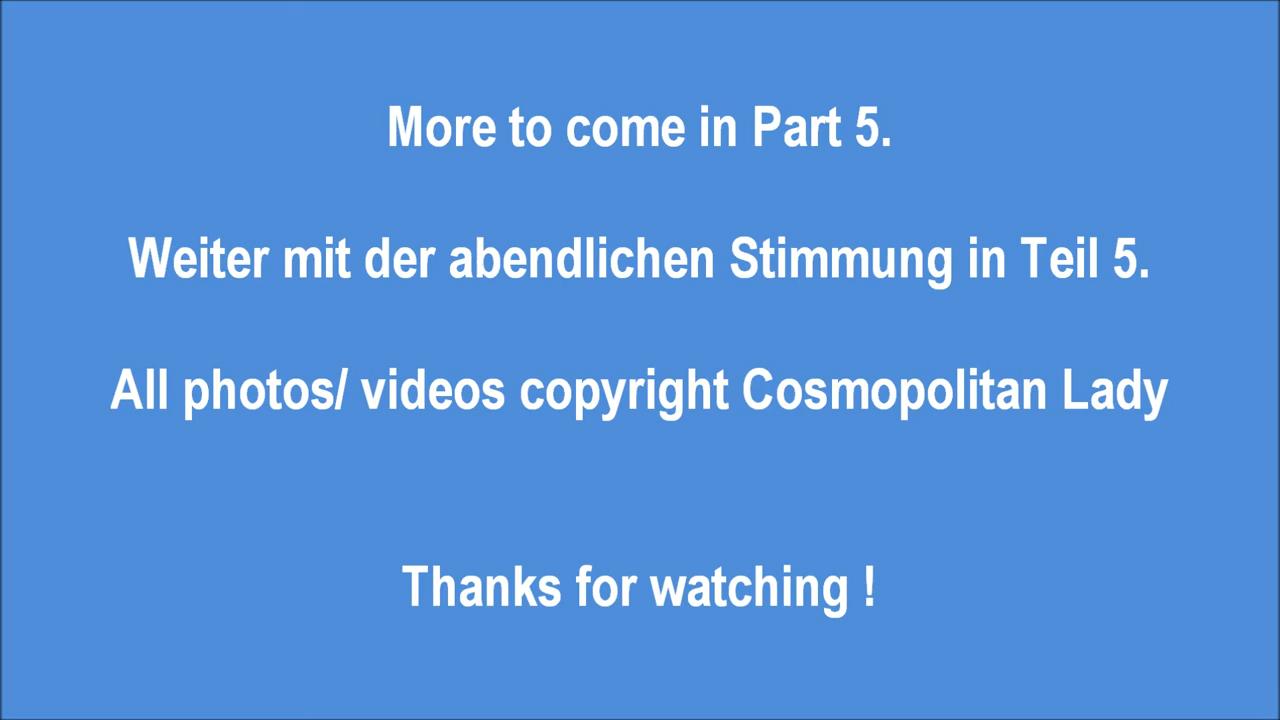 More to come in Part 5.
Weiter mit der abendlichen Stimmung in Teil 5.
All photos/ videos copyright Cosmopolitan Lady
Thanks for watching !